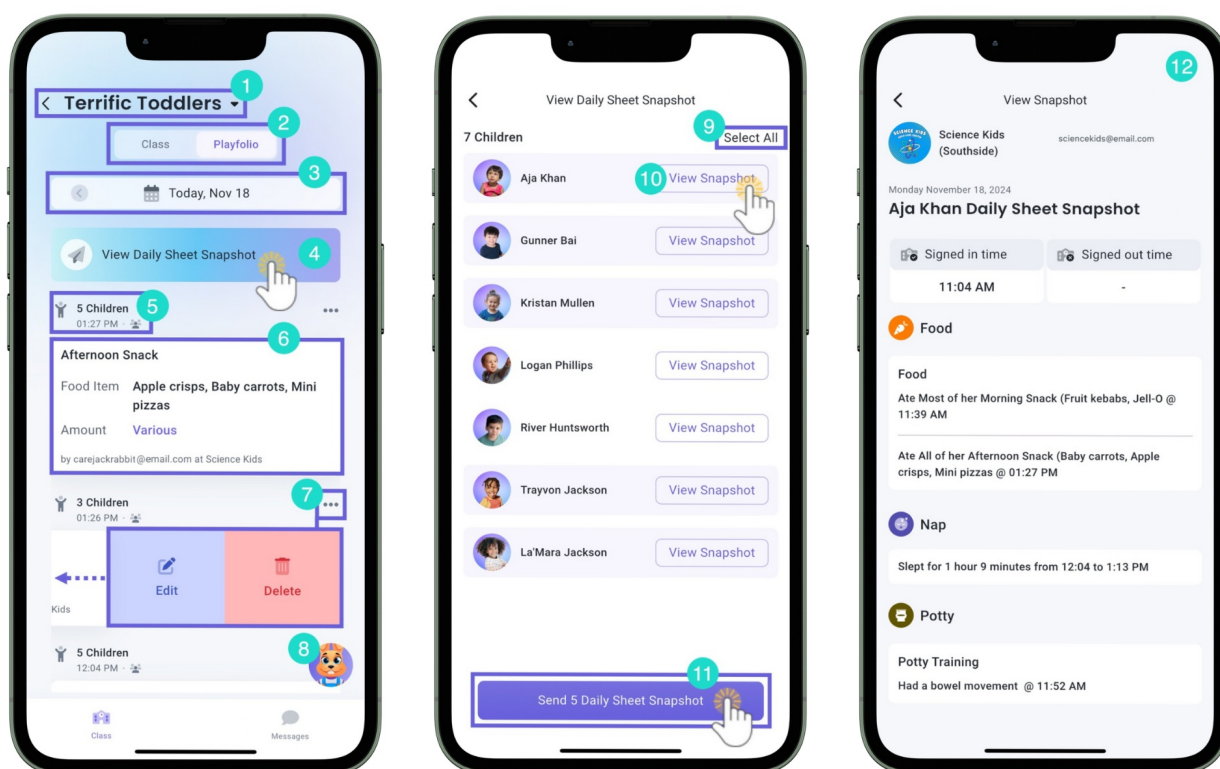 1
Terrific Toddlers
2
Class Playfolio
3
Today, Nov 18
4
View Daily Sheet Snapshot
5
5 Children
01:27 PM ·
6
Afternoon Snack
Food Item Apple crisps, Baby carrots, Mini
pizzas
Amount Various
by carejackrabbit@email.com at Science Kids
7
3 Children
01:26 PM ·
Kids
Edit
Delete
8
5 Children
12:04 PM ·
Class
Messages
View Daily Sheet Snapshot
9
7 Children
Select All
Aja Khan
10
View Snapshot
Gunner Bai
View Snapshot
Kristan Mullen
View Snapshot
Logan Phillips
View Snapshot
River Huntsworth
View Snapshot
Trayvon Jackson
View Snapshot
La'Mara Jackson
View Snapshot
11
Send 5 Daily Sheet Snapshot
12
View Snapshot
SCIENCE KIDS
Science Kids
(Southside)
sciencekids@email.com
Monday November 18, 2024
Aja Khan Daily Sheet Snapshot
Signed in time
Signed out time
11:04 AM
-
Food
Food
Ate Most of her Morning Snack (Fruit kebabs, Jell-O @
11:39 AM
Ate All of her Afternoon Snack (Baby carrots, Apple
crisps, Mini pizzas @ 01:27 PM
Nap
Slept for 1 hour 9 minutes from 12:04 to 1:13 PM
Potty
Potty Training
Had a bowel movement @ 11:52 AM